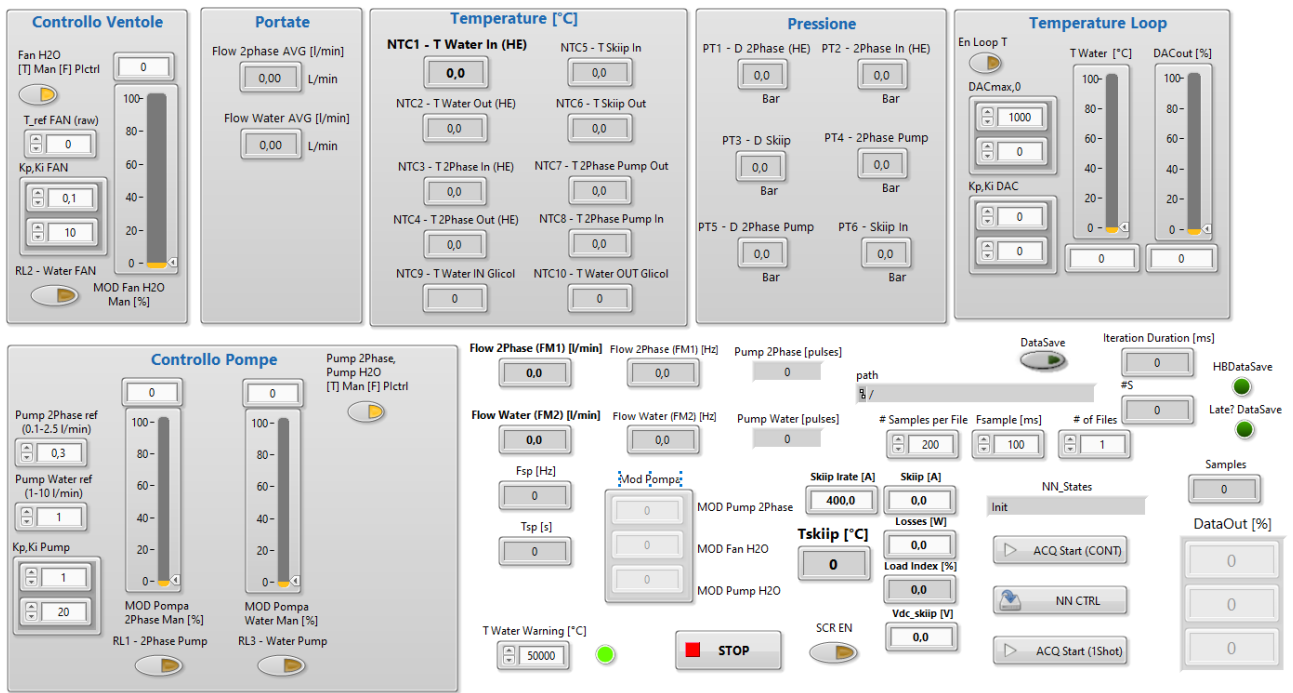 Controllo Ventole
Fan H2O
[T] Man [F] PIctrl
0
T_ref FAN (raw)
0
Kp,Ki FAN
0,1
10
RL2 - Water FAN
100-
80-
60-
40-
20-
0-
MOD Fan H2O
Man [%]
Portate
Flow 2phase AVG [l/min]
0,00 L/min
Flow Water AVG [l/min]
0,00 L/min
Temperature [°C]
NTC1 - T Water In (HE)
0,0
NTC5 - T Skiip In
0,0
NTC2 - T Water Out (HE)
0,0
NTC6 - T Skiip Out
0,0
NTC3 - T 2Phase In (HE)
0,0
NTC7 - T 2Phase Pump Out
0,0
NTC4 - T 2Phase Out (HE)
0,0
NTC8 - T 2Phase Pump In
0,0
NTC9 - T Water IN Glicol
0
NTC10 - T Water OUT Glicol
0
Pressione
PT1 - D 2Phase (HE)
0,0
Bar
PT2 - 2Phase In (HE)
0,0
Bar
PT3 - D Skiip
0,0
Bar
PT4 - 2Phase Pump
0,0
Bar
PT5 - D 2Phase Pump
0,0
Bar
PT6 - Skiip In
0,0
Bar
Temperature Loop
En Loop T
DACmax,0
1000
0
Kp,Ki DAC
0
0
T Water [°C]
100-
80-
60-
40-
20-
0-
0
DACout [%]
100-
80-
60-
40-
20-
0-
0
Controllo Pompe
Pump 2Phase,
Pump H2O
[T] Man [F] PIctrl
Pump 2Phase ref
(0.1-2.5 l/min)
0,3
Pump Water ref
(1-10 l/min)
1
Kp,Ki Pump
1
20
0
100-
80-
60-
40-
20-
0-
MOD Pompa
2Phase Man [%]
0
100-
80-
60-
40-
20-
0-
MOD Pompa
Water Man [%]
RL1 - 2Phase Pump
RL3 - Water Pump
Flow 2Phase (FM1) [l/min]
0,0
Flow 2Phase (FM1) [Hz]
0,0
Pump 2Phase [pulses]
0
Flow Water (FM2) [l/min]
0,0
Flow Water (FM2) [Hz]
0,0
Pump Water [pulses]
0
Fsp [Hz]
0
Tsp [s]
0
Mod Pompa
0
MOD Pump 2Phase
0
MOD Fan H2O
0
MOD Pump H2O
T Water Warning [°C]
50000
STOP
DataSave
path
/
Iteration Duration [ms]
0
#S
0
HBDataSave
Late? DataSave
# Samples per File
200
Fsample [ms]
100
# of Files
1
Skiip Irate [A]
400,0
Skiip [A]
0,0
Losses [W]
0,0
Tskiip [°C]
0
Load Index [%]
0,0
Vdc_skiip [V]
0,0
SCR EN
NN_States
Init
ACQ Start (CONT)
NN CTRL
ACQ Start (1Shot)
Samples
0
DataOut [%]
0
0
0